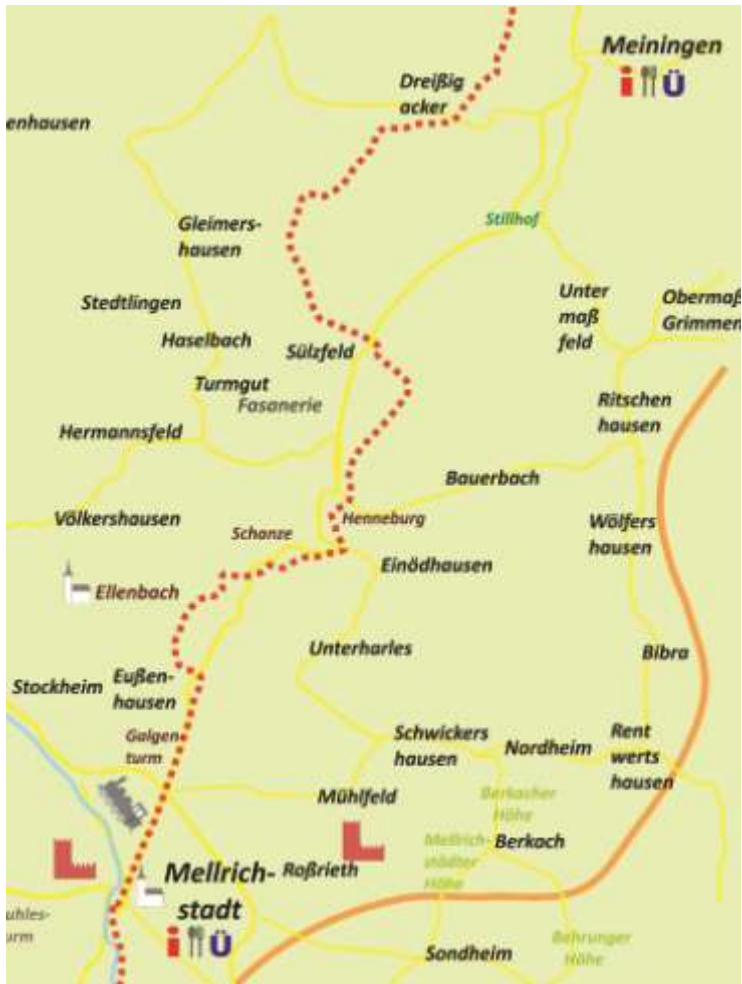 Meiningen
i Ü
Dreißig
acker
enhausen
Gleimers-
hausen
Stillhof
Stedtlingen
Unter
maß
feld
Obermaß
Grimmen
Haselbach
Sülzfeld
Turmgut
Fasanerie
Ritschen
hausen
Hermannsfeld
Bauerbach
Völkershausen
Henneburg
Wölfers
hausen
Schanze
Einödhausen
Ellenbach
Unterharles
Bibra
Stockheim
Eußen-
hausen
Galgen
turm
Schwickers
hausen
Nordheim
Rent
werts
hausen
Mühlfeld
Berkacher
Höhe
Mellrich-
städter
Höhe
Berkach
Mellrich-
stadt
i Ü
Roßrieth
uhles-
urm
Sondheim
Behrunger
Höhe